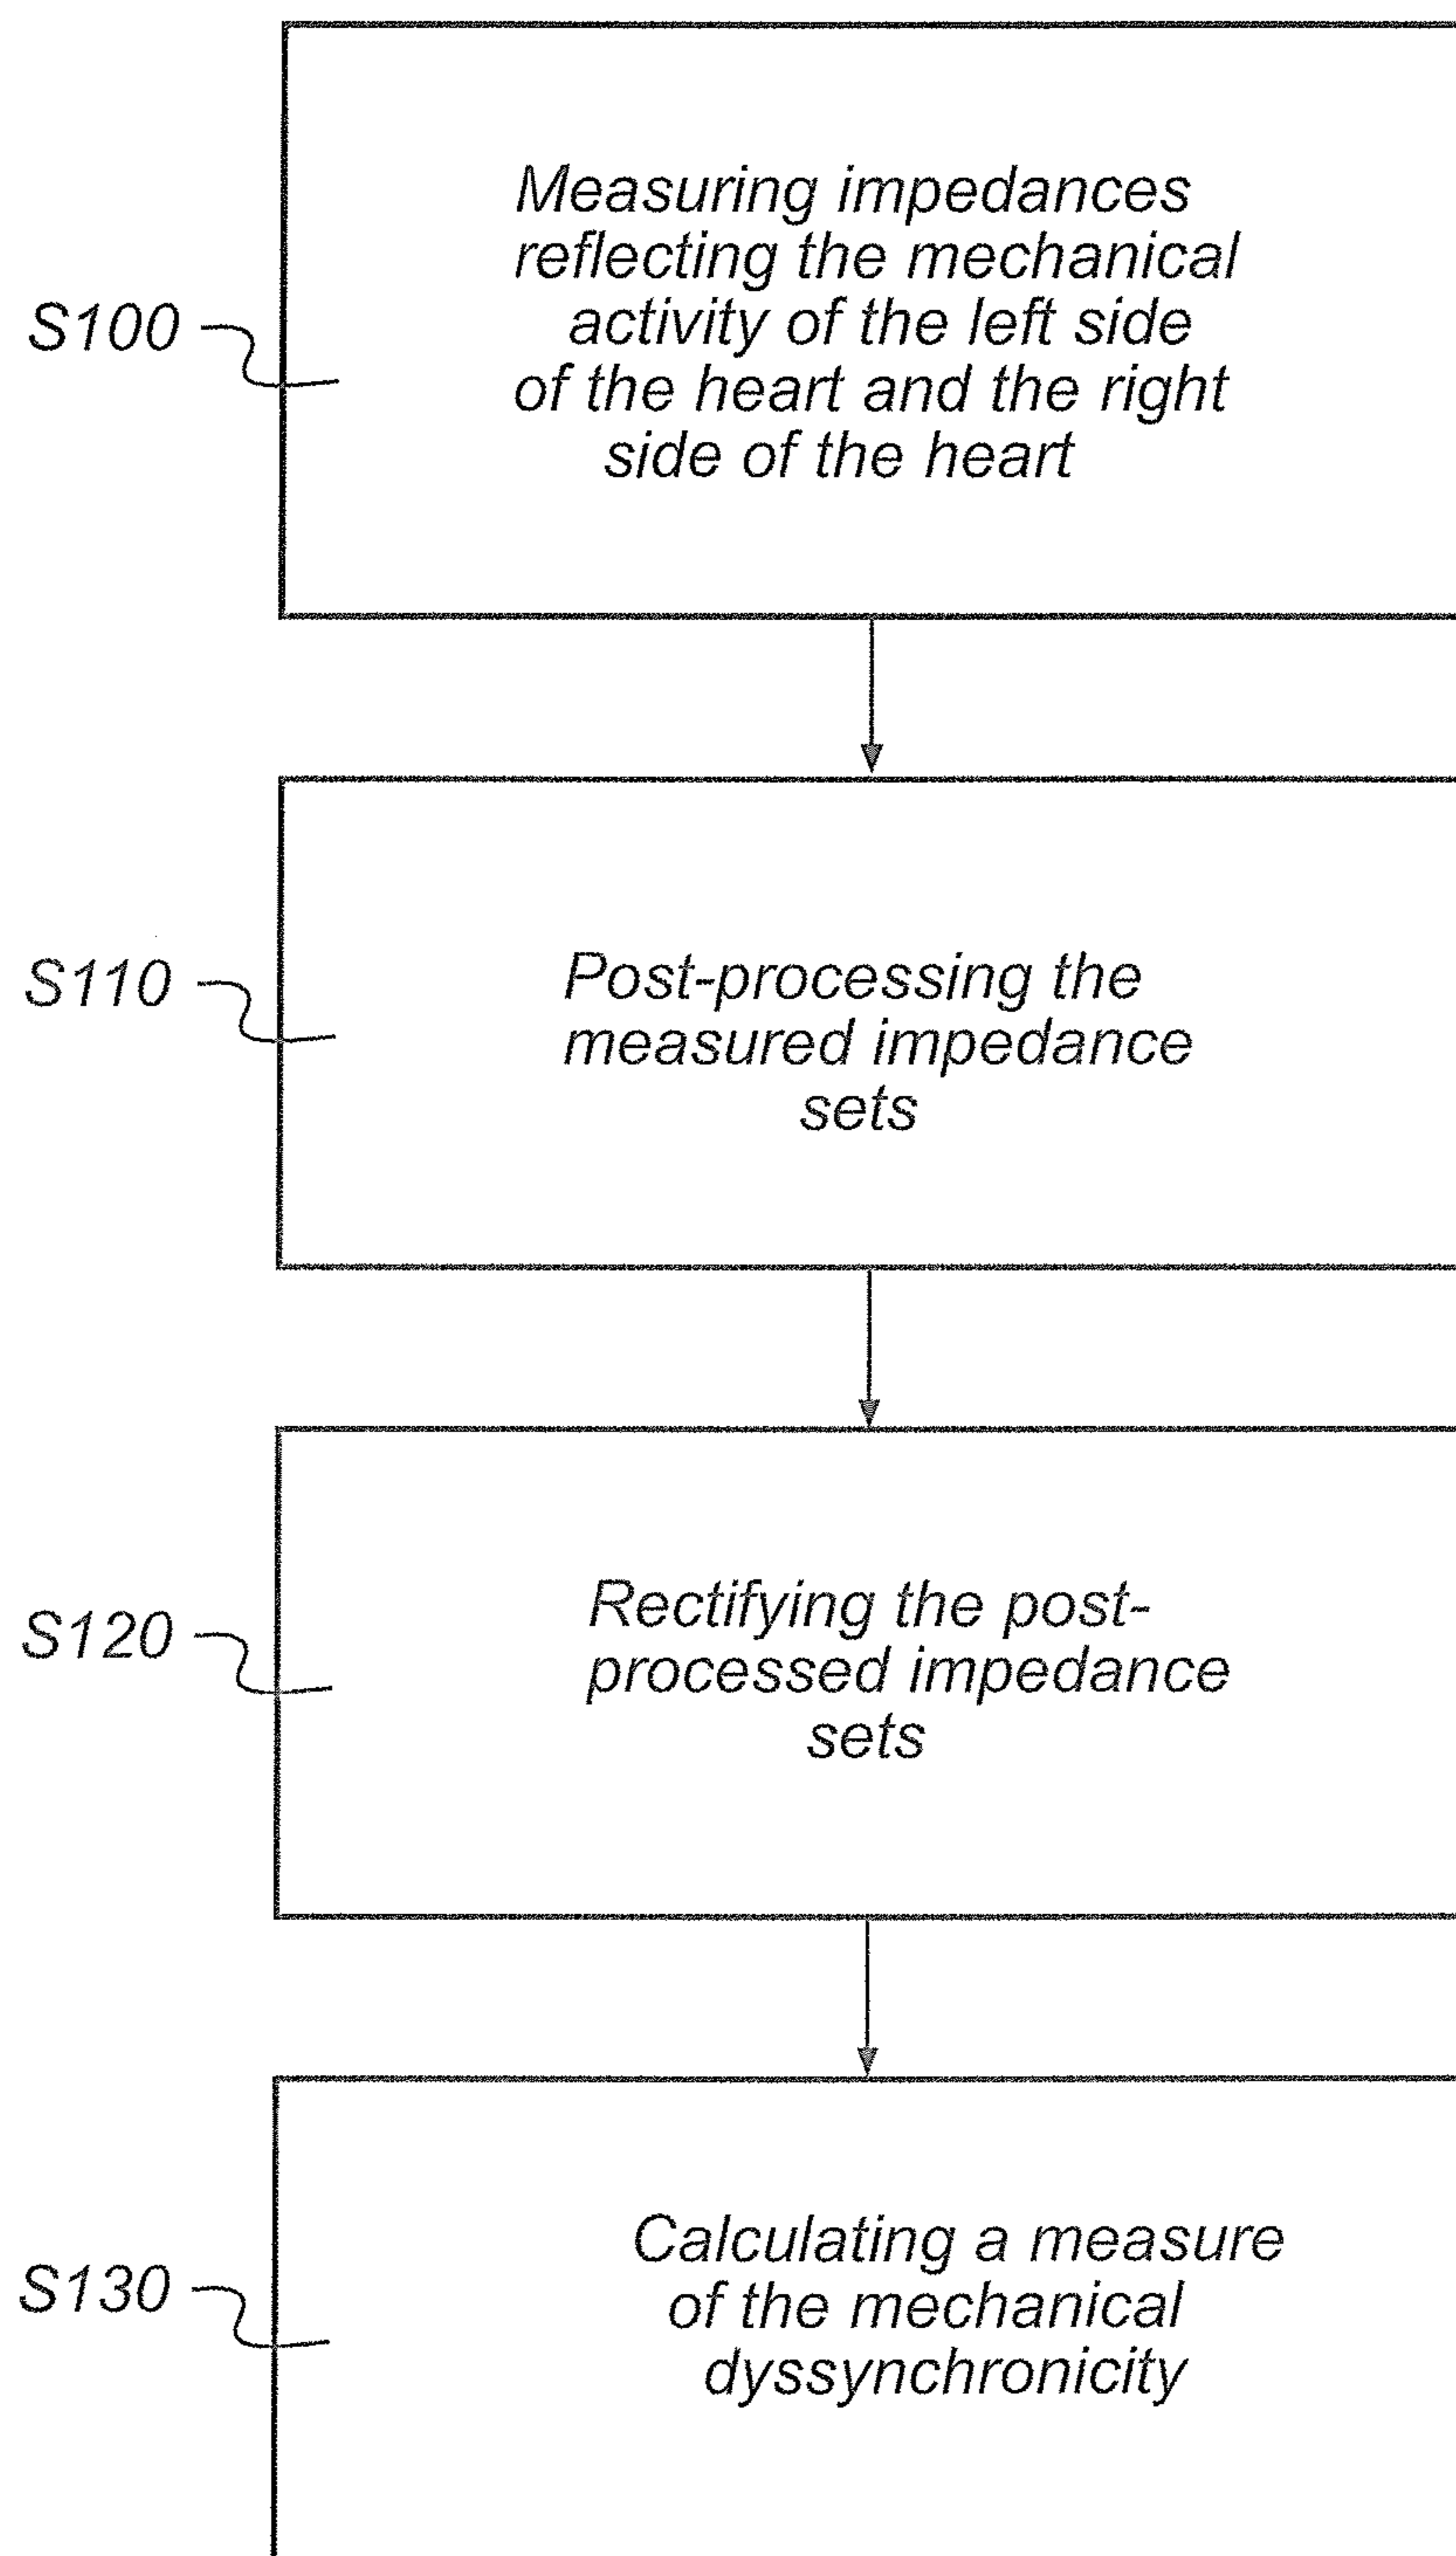 Measuring impedances
reflecting the mechanical
activity of the left side
of the heart and the right
side of the heart
S100
Post-processing the
measured impedance
sets
S110
Rectifying the post-
processed impedance
sets
S120
Calculating a measure
of the mechanical
dyssynchronicity
S130